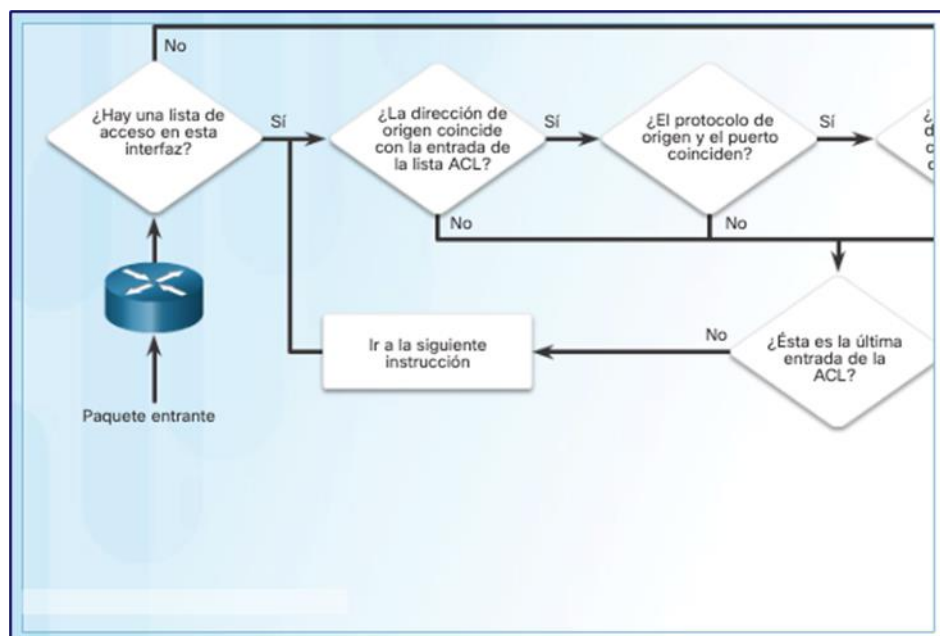 No
¿Hay una lista de
acceso en esta
interfaz?
Sí
¿La dirección de
origen coincide
con la entrada de
la lista ACL?
Sí
¿El protocolo de
origen y el puerto
coinciden?
Sí
No
No
Ir a la siguiente
instrucción
No
¿Ésta es la última
entrada de la
ACL?
Paquete entrante